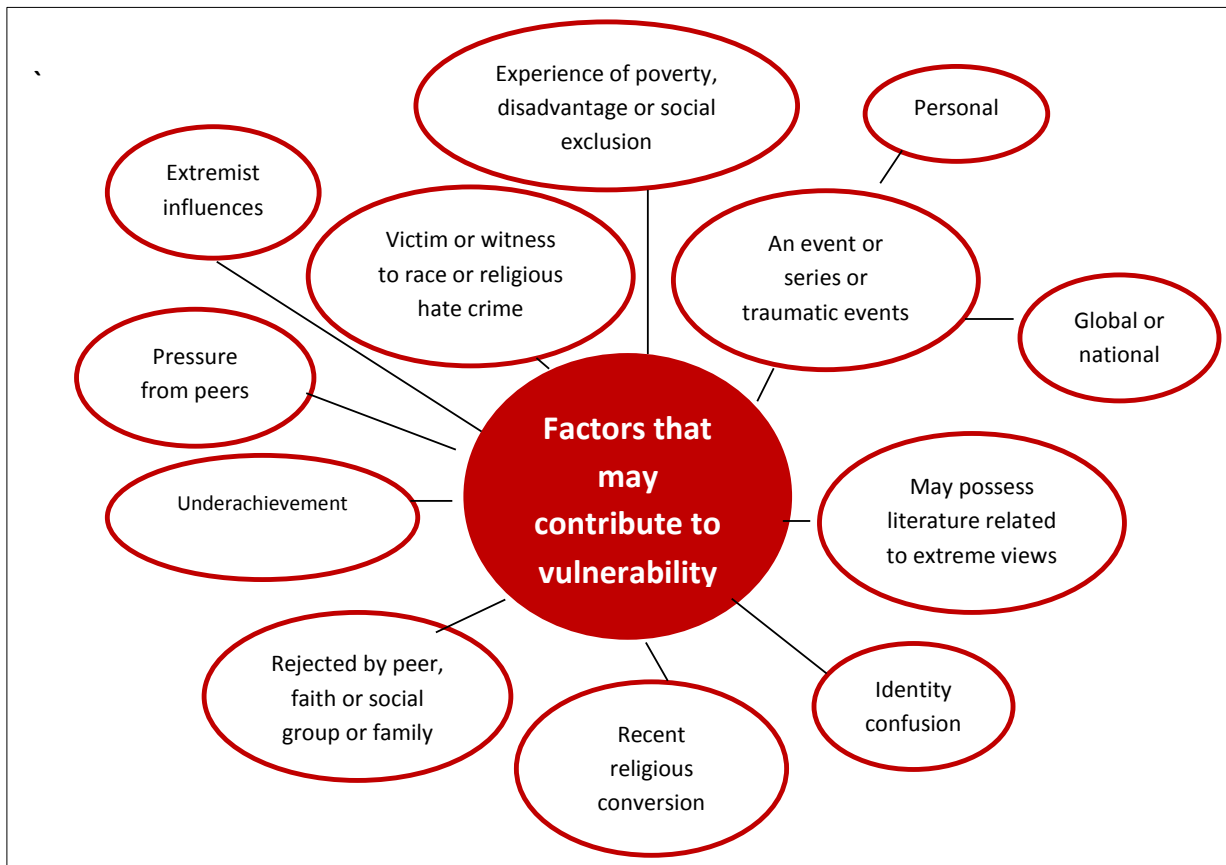 `
Experience of poverty,
disadvantage or social
exclusion
Personal
Extremist
influences
Victim or witness
to race or religious
hate crime
An event or
series or
traumatic events
Global or
national
Pressure
from peers
Factors that
may
contribute to
vulnerability
Underachievement
May possess
literature related
to extreme views
Rejected by peer,
faith or social
group or family
Identity
confusion
Recent
religious
conversion